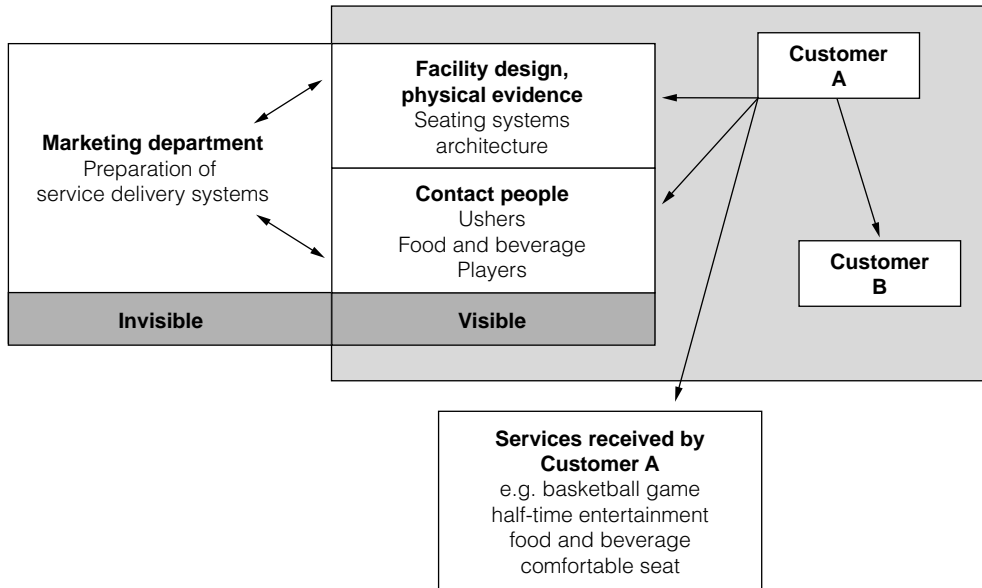 Facility design,
physical evidence
Seating systems
architecture
Customer
A
Marketing department
Preparation of
service delivery systems
Contact people
Ushers
Food and beverage
Players
Customer
B
Invisible
Visible
Services received by
Customer A
e.g. basketball game
half-time entertainment
food and beverage
comfortable seat